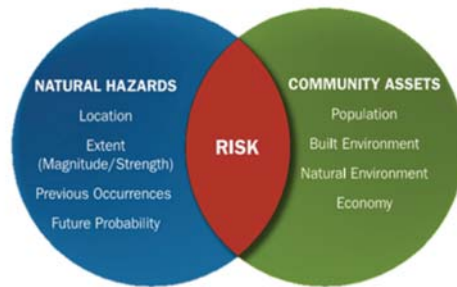 NATURAL HAZARDS
Location
Extent
(Magnitude/Strength)
Previous Occurrences
Future Probability
RISK
COMMUNITY ASSETS
Population
Built Environment
Natural Environment
Economy